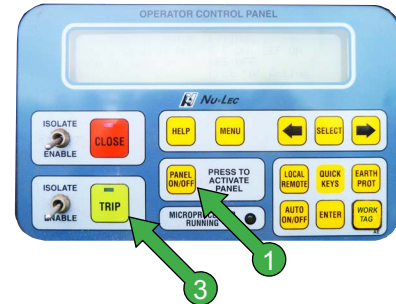 OPERATOR CONTROL PANEL
NU-LEC
ISOLATE
ENABLE
CLOSE
HELP
MENU
SELECT
ISOLATE
ENABLE
TRIP
PANEL
ON/OFF
PRESS TO
ACTIVATE
PANEL
MICROPROCESSOR
RUNNING
LOCAL
REMOTE
QUICK
KEYS
EARTH
PROT
AUTO
ON/OFF
ENTER
WORK
TAG
1
3